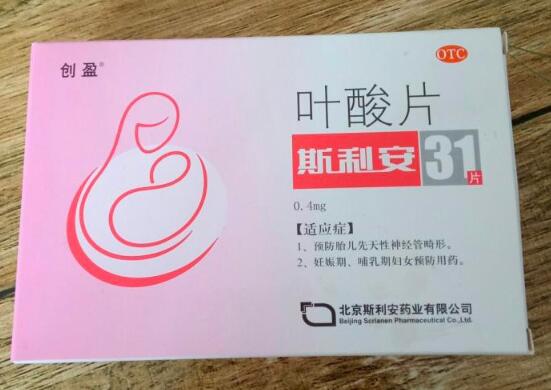 创盈®
OTC
叶酸片
斯利安 31片
0.4mg
【适应症】
1、预防胎儿先天性神经管畸形。
2、妊娠期、哺乳期妇女预防用药。
北京斯利安药业有限公司
Beijing Scrianen Pharmaceutical Co.,Ltd.